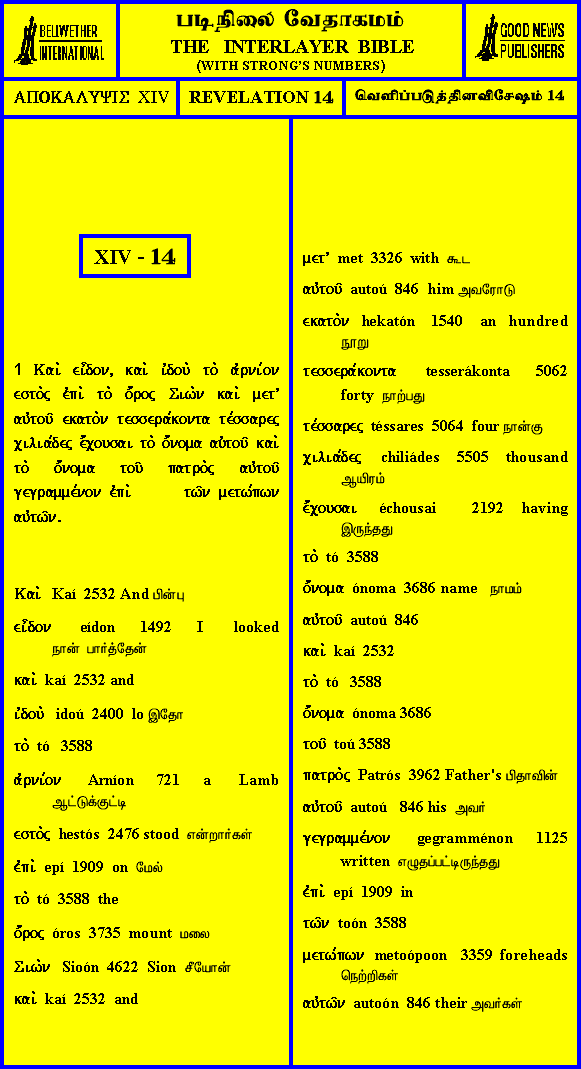 BELLWETHER
INTERNATIONAL
படிநிலை வேதாகமம்
THE INTERLAYER BIBLE
(WITH STRONG'S NUMBERS)
GOOD NEWS
PUBLISHERS
ΑΠΟΚΑΛΥΨΙΣ XIV
REVELATION 14
வெளிப்படுத்தினவிசேஷம் 14
XIV - 14
1 Καὶ εἶδον, καὶ ἰδοὺ τὸ ἀρνίον
εστὸς ἐπὶ τὸ ὄρος Σιὼν καὶ μετ’
αὐτοῦ εκατὸν τεσσεράκοντα τέσσαρες
χιλιάδες ἔχουσαι τὸ ὄνομα αὐτοῦ καὶ
τὸ ὄνομα τοῦ πατρὸς αὐτοῦ
γεγραμμένον ἐπὶ τῶν μετώπων
αὐτῶν.
Καὶ Kaí 2532 And பின்பு
εἶδον eídon 1492 I looked
நான் பார்த்தேன்
καὶ kaí 2532 and
ἰδοὺ idoú 2400 lo இதோ
τὸ tó 3588
ἀρνίον Arníon 721 a Lamb
ஆட்டுக்குட்டி
εστὸς hestós 2476 stood என்றார்கள்
ἐπὶ epí 1909 on மேல்
τὸ tó 3588 the
ὄρος óros 3735 mount மலை
Σιὼν Sioón 4622 Sion சீயோன்
καὶ kaí 2532 and
μετ’ met 3326 with கூட
αὐτοῦ autoú 846 him அவரோடு
εκατὸν hekatón 1540 an hundred
நூறு
τεσσεράκοντα tesserákonta 5062
forty நாற்பது
τέσσαρες téssares 5064 four நான்கு
χιλιάδες chiliádes 5505 thousand
ஆயிரம்
ἔχουσαι échousai 2192 having
இருந்தது
τὸ tó 3588
ὄνομα ónoma 3686 name நாமம்
αὐτοῦ autoú 846
καὶ kaí 2532
τὸ tó 3588
ὄνομα ónoma 3686
τοῦ toú 3588
πατρὸς Patrós 3962 Father's பிதாவின்
αὐτοῦ autoú 846 his அவர்
γεγραμμένον gegramménon 1125
written எழுதப்பட்டிருந்தது
ἐπὶ epí 1909 in
τῶν toón 3588
μετώπων metoópoon 3359 foreheads
நெற்றிகள்
αὐτῶν autoón 846 their அவர்கள்